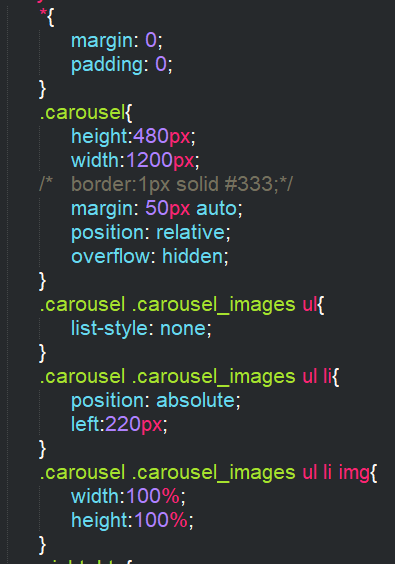 *{
margin: 0;
padding: 0;
}
.carousel{
height:480px;
width:1200px;
/* border:1px solid #333;*/
margin: 50px auto;
position: relative;
overflow: hidden;
}
.carousel .carousel_images ul{
list-style: none;
}
.carousel .carousel_images ul li{
position: absolute;
left:220px;
}
.carousel .carousel_images ul li img{
width:100%;
height:100%;
}